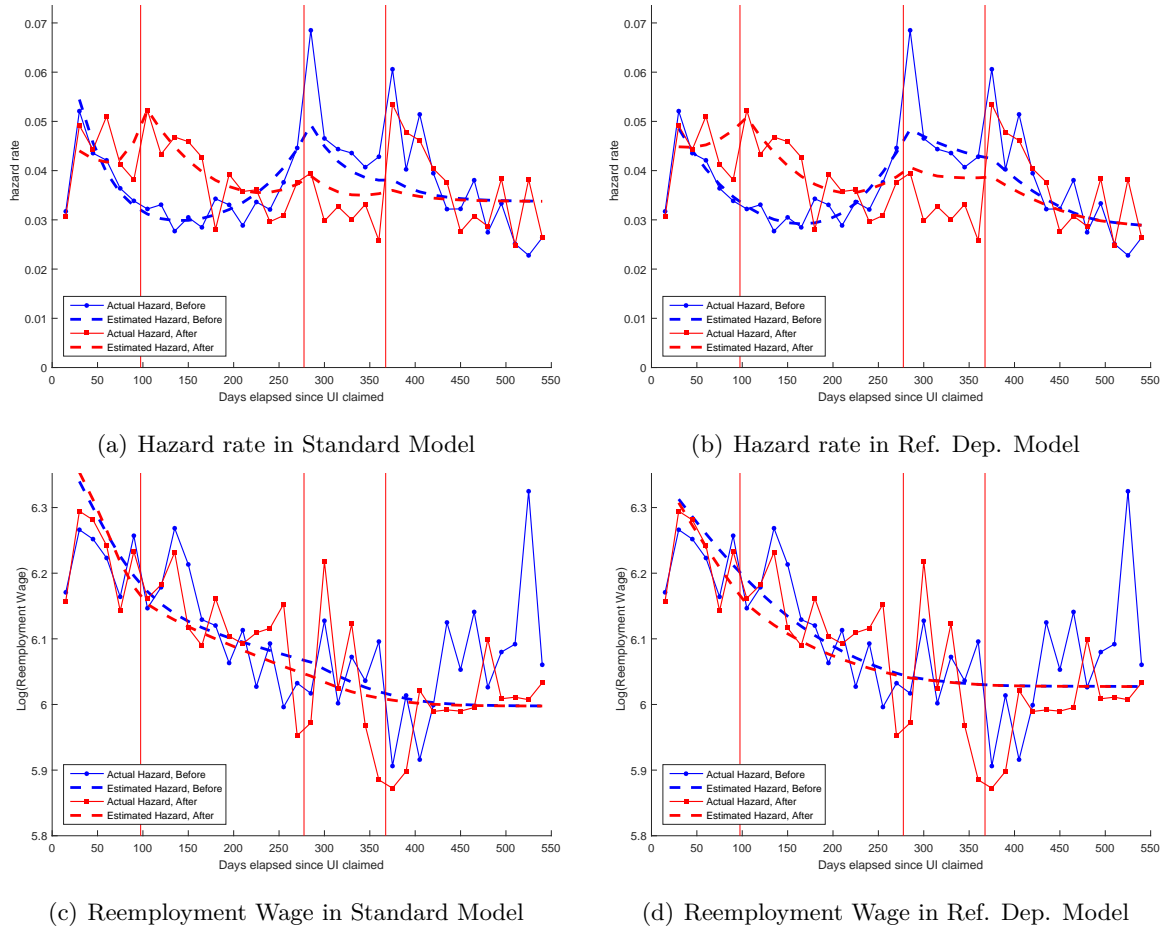 0.07
0.06
0.05
0.04
0.03
0.02
0.01
0
hazard rate
Actual Hazard, Before
Estimated Hazard, Before
Actual Hazard, After
Estimated Hazard, After
0 50 100 150 200 250 300 350 400 450 500 550
Days elapsed since UI claimed
(a) Hazard rate in Standard Model
0.07
0.06
0.05
0.04
0.03
0.02
0.01
0
hazard rate
Actual Hazard, Before
Estimated Hazard, Before
Actual Hazard, After
Estimated Hazard, After
0 50 100 150 200 250 300 350 400 450 500 550
Days elapsed since UI claimed
(b) Hazard rate in Ref. Dep. Model
6.3
6.2
6.1
6
5.9
5.8
Log(Reemployment Wage)
Actual Hazard, Before
Estimated Hazard, Before
Actual Hazard, After
Estimated Hazard, After
0 50 100 150 200 250 300 350 400 450 500 550
Days elapsed since UI claimed
(c) Reemployment Wage in Standard Model
6.3
6.2
6.1
6
5.9
5.8
Log(Reemployment Wage)
Actual Hazard, Before
Estimated Hazard, Before
Actual Hazard, After
Estimated Hazard, After
0 50 100 150 200 250 300 350 400 450 500 550
Days elapsed since UI claimed
(d) Reemployment Wage in Ref. Dep. Model